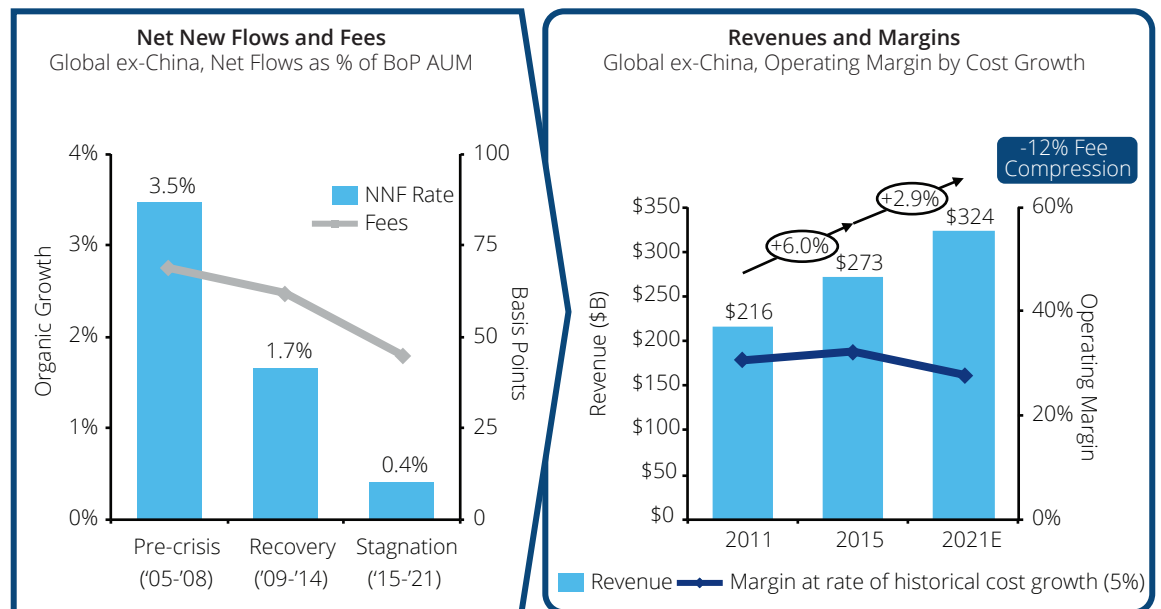 Net New Flows and Fees
Global ex-China, Net Flows as % of BoP AUM
4%
3%
2%
1%
0%
Organic Growth
100
75
50
25
0
Basis Points
NNF Rate
Fees
3.5%
1.7%
0.4%
Pre-crisis
(‘05-’08)
Recovery
(’09-’14)
Stagnation
(‘15-’21)
Revenues and Margins
Global ex-China, Operating Margin by Cost Growth
-12% Fee
Compression
$350
$300
$250
$200
$150
$100
$50
$0
Revenue ($B)
60%
40%
20%
0%
Operating Margin
+6.0%
+2.9%
$216
$273
$324
2011
2015
2021E
Revenue
Margin at rate of historical cost growth (5%)